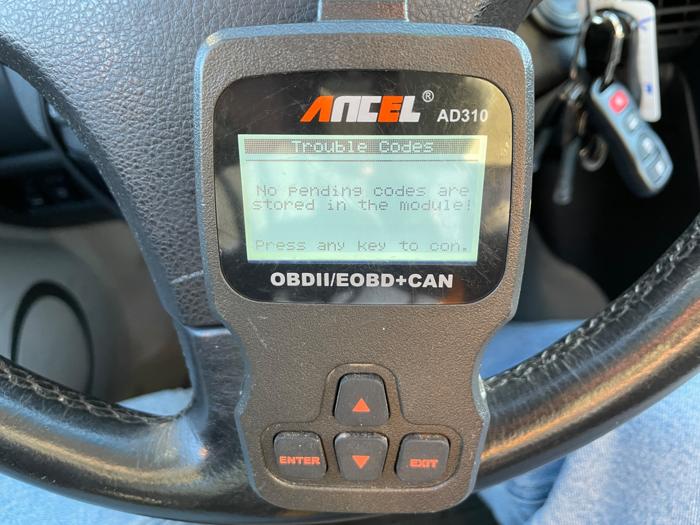 ANCEL®
AD310
Trouble Codes
No pending codes are
stored in the module!
Press any key to con.
OBDII/EOBD+CAN
ENTER
EXIT